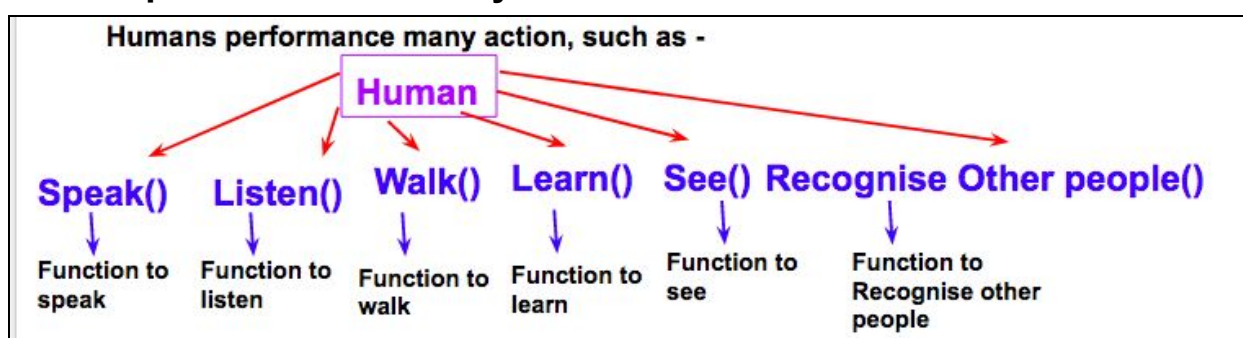 Humans performance many action, such as -
Human
Speak() Listen() Walk() Learn() See() Recognise Other people()
Function to speak
Function to listen
Function to walk
Function to learn
Function to see
Function to Recognise other people